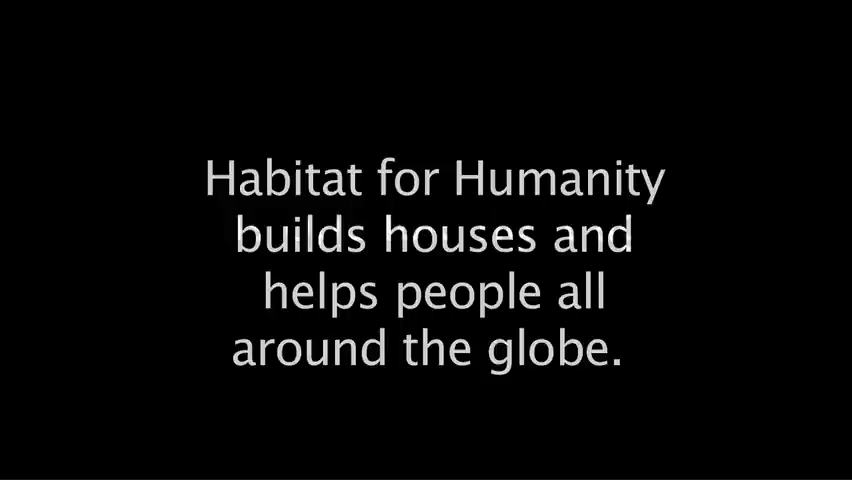 Habitat for Humanity
builds houses and
helps people all
around the globe.